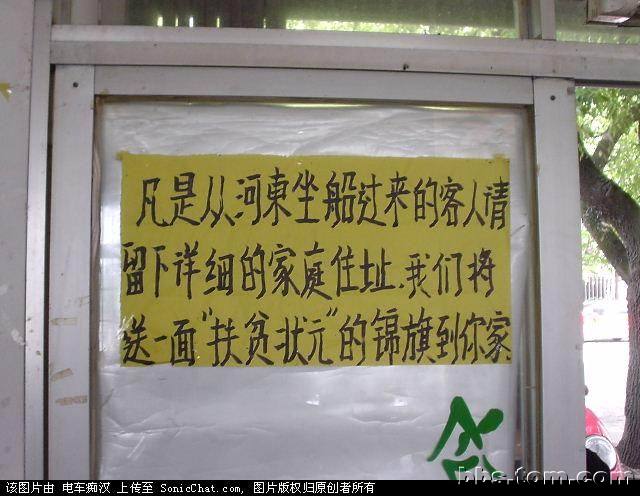 凡是从河東坐船过来的客人请
留下详细的家庭住址.我们将
送一面"扶贫状元"的锦旗到你家
bbs.tom.com
该图片由 电车痴汉 上传至 SonicChat.com, 图片版权归原创者所有